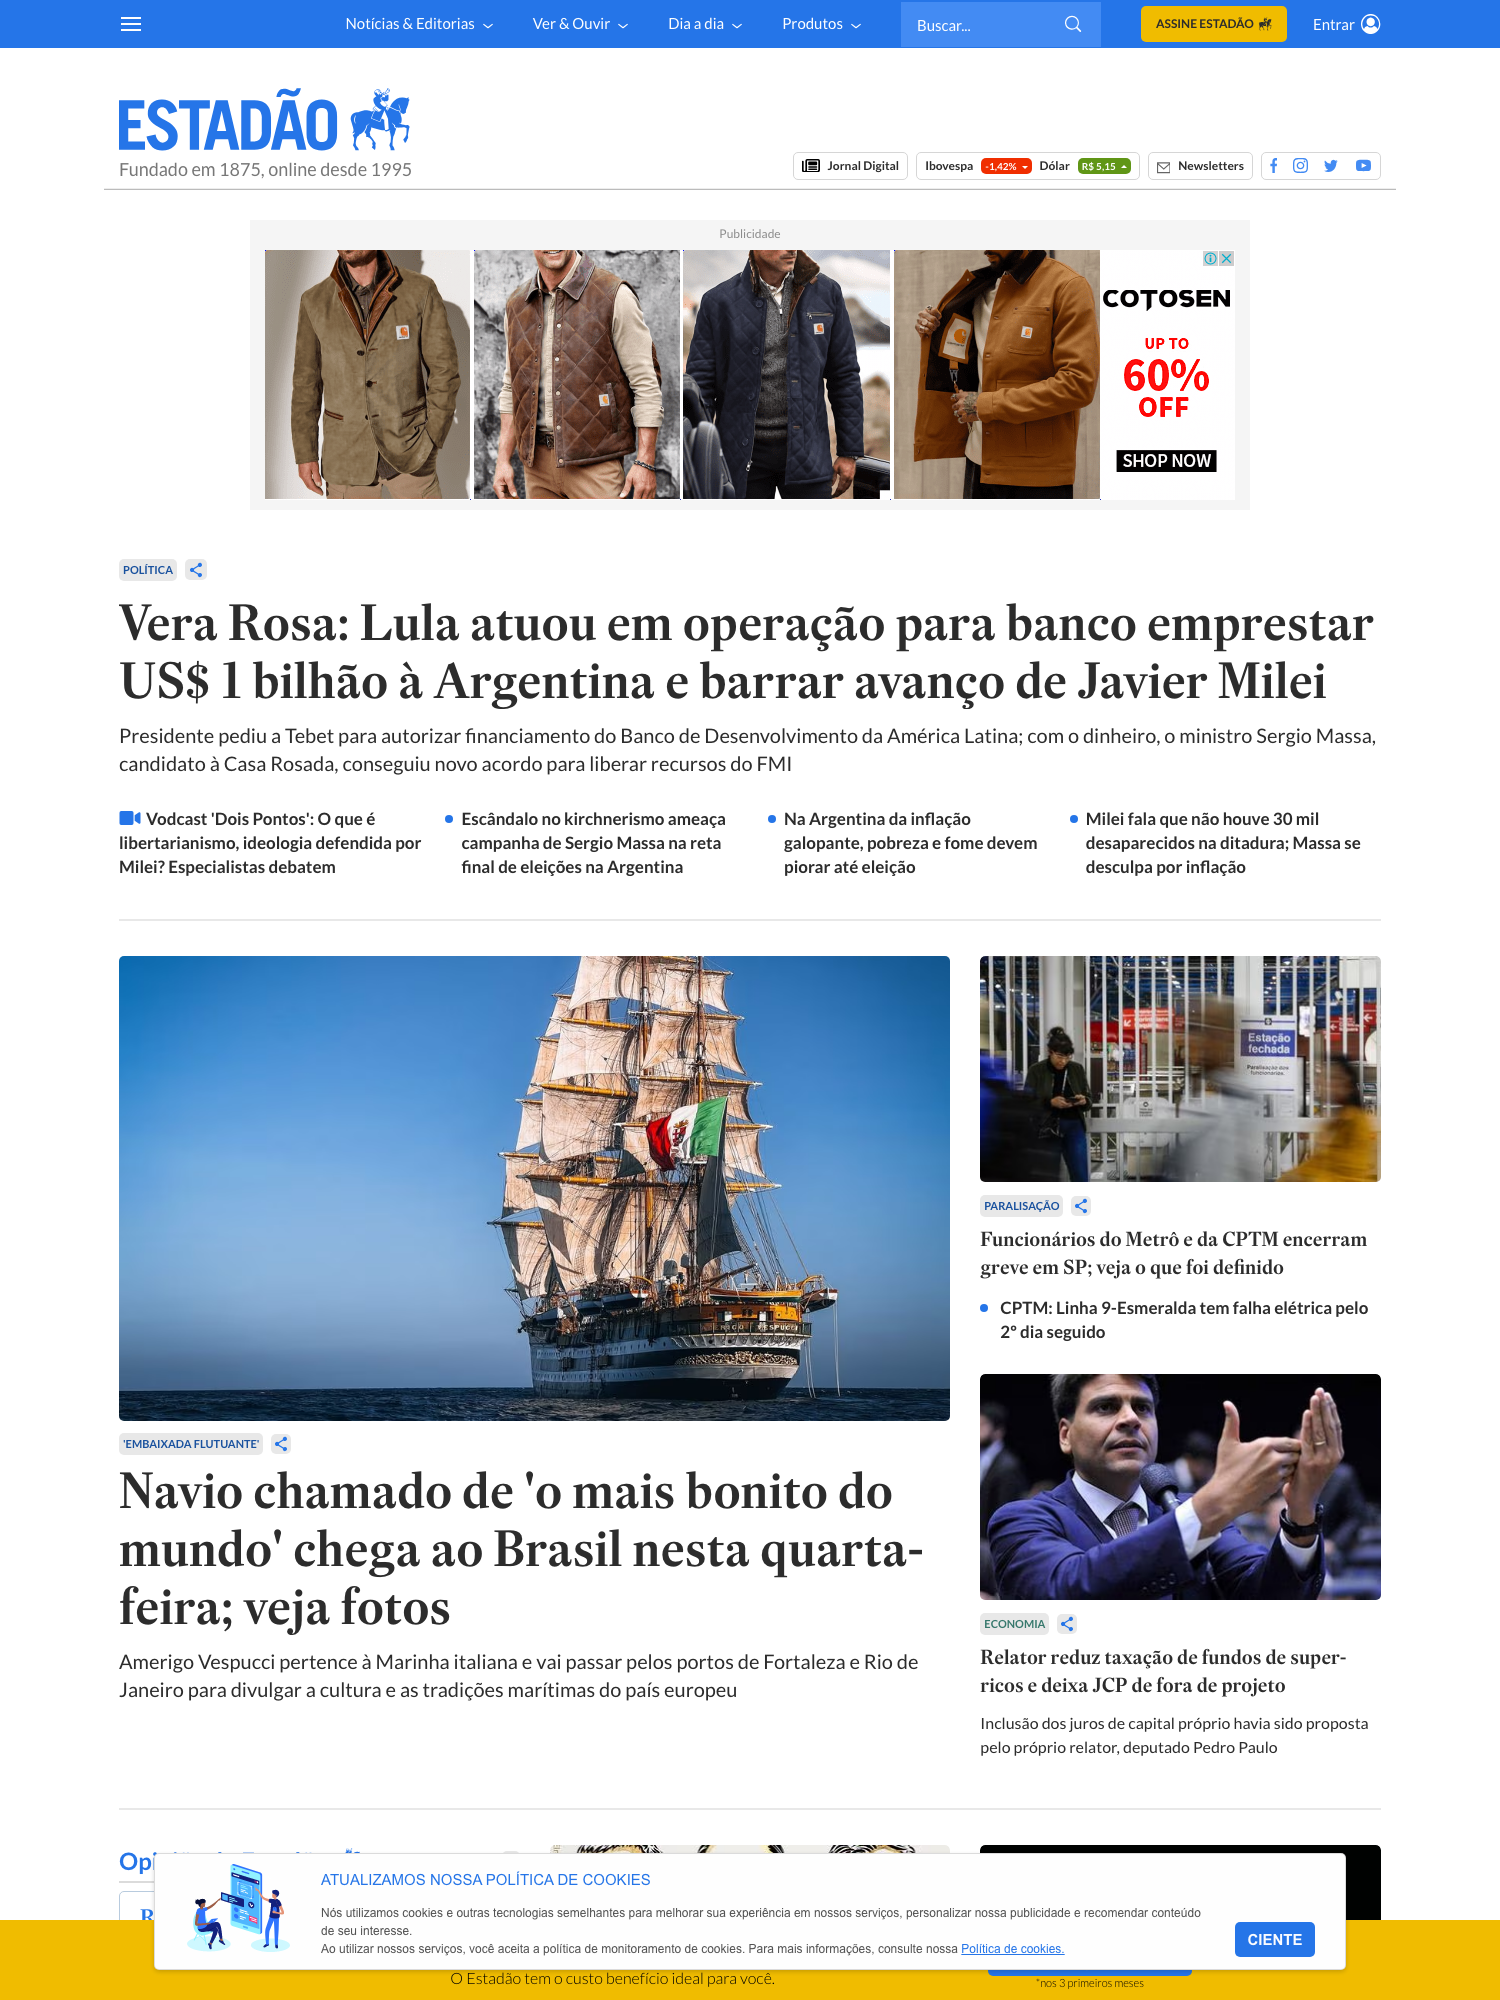 Notícias & Editorias
Ver & Ouvir
Dia a dia
Produtos
Buscar...
ASSINE ESTADÃO
Entrar
ESTADÃO
Fundado em 1875, online desde 1995
Jornal Digital
Ibovespa -1,42% Dólar R$ 5,15
Newsletters
Publicidade
COTOSEN
UP TO
60%
OFF
SHOP NOW
POLÍTICA
Vera Rosa: Lula atuou em operação para banco emprestar
US$ 1 bilhão à Argentina e barrar avanço de Javier Milei
Presidente pediu a Tebet para autorizar financiamento do Banco de Desenvolvimento da América Latina; com o dinheiro, o ministro Sergio Massa,
candidato à Casa Rosada, conseguiu novo acordo para liberar recursos do FMI
Vodcast 'Dois Pontos': O que é
libertarianismo, ideologia defendida por
Milei? Especialistas debatem
Escândalo no kirchnerismo ameaça
campanha de Sergio Massa na reta
final de eleições na Argentina
Na Argentina da inflação
galopante, pobreza e fome devem
piorar até eleição
Milei fala que não houve 30 mil
desaparecidos na ditadura; Massa se
desculpa por inflação
VESPUCCI
'EMBAIXADA FLUTUANTE'
Navio chamado de 'o mais bonito do
mundo' chega ao Brasil nesta quarta-
feira; veja fotos
Amerigo Vespucci pertence à Marinha italiana e vai passar pelos portos de Fortaleza e Rio de
Janeiro para divulgar a cultura e as tradições marítimas do país europeu
Estação
fechada
Paralisação dos
funcionários.
PARALISAÇÃO
Funcionários do Metrô e da CPTM encerram
greve em SP; veja o que foi definido
CPTM: Linha 9-Esmeralda tem falha elétrica pelo
2º dia seguido
ECONOMIA
Relator reduz taxação de fundos de super-
ricos e deixa JCP de fora de projeto
Inclusão dos juros de capital próprio havia sido proposta
pelo próprio relator, deputado Pedro Paulo
ATUALIZAMOS NOSSA POLÍTICA DE COOKIES
Nós utilizamos cookies e outras tecnologias semelhantes para melhorar sua experiência em nossos serviços, personalizar nossa publicidade e recomendar conteúdo
de seu interesse.
Ao utilizar nossos serviços, você aceita a política de monitoramento de cookies. Para mais informações, consulte nossa Política de cookies.
CIENTE
O Estadão tem o custo benefício ideal para você.
*nos 3 primeiros meses